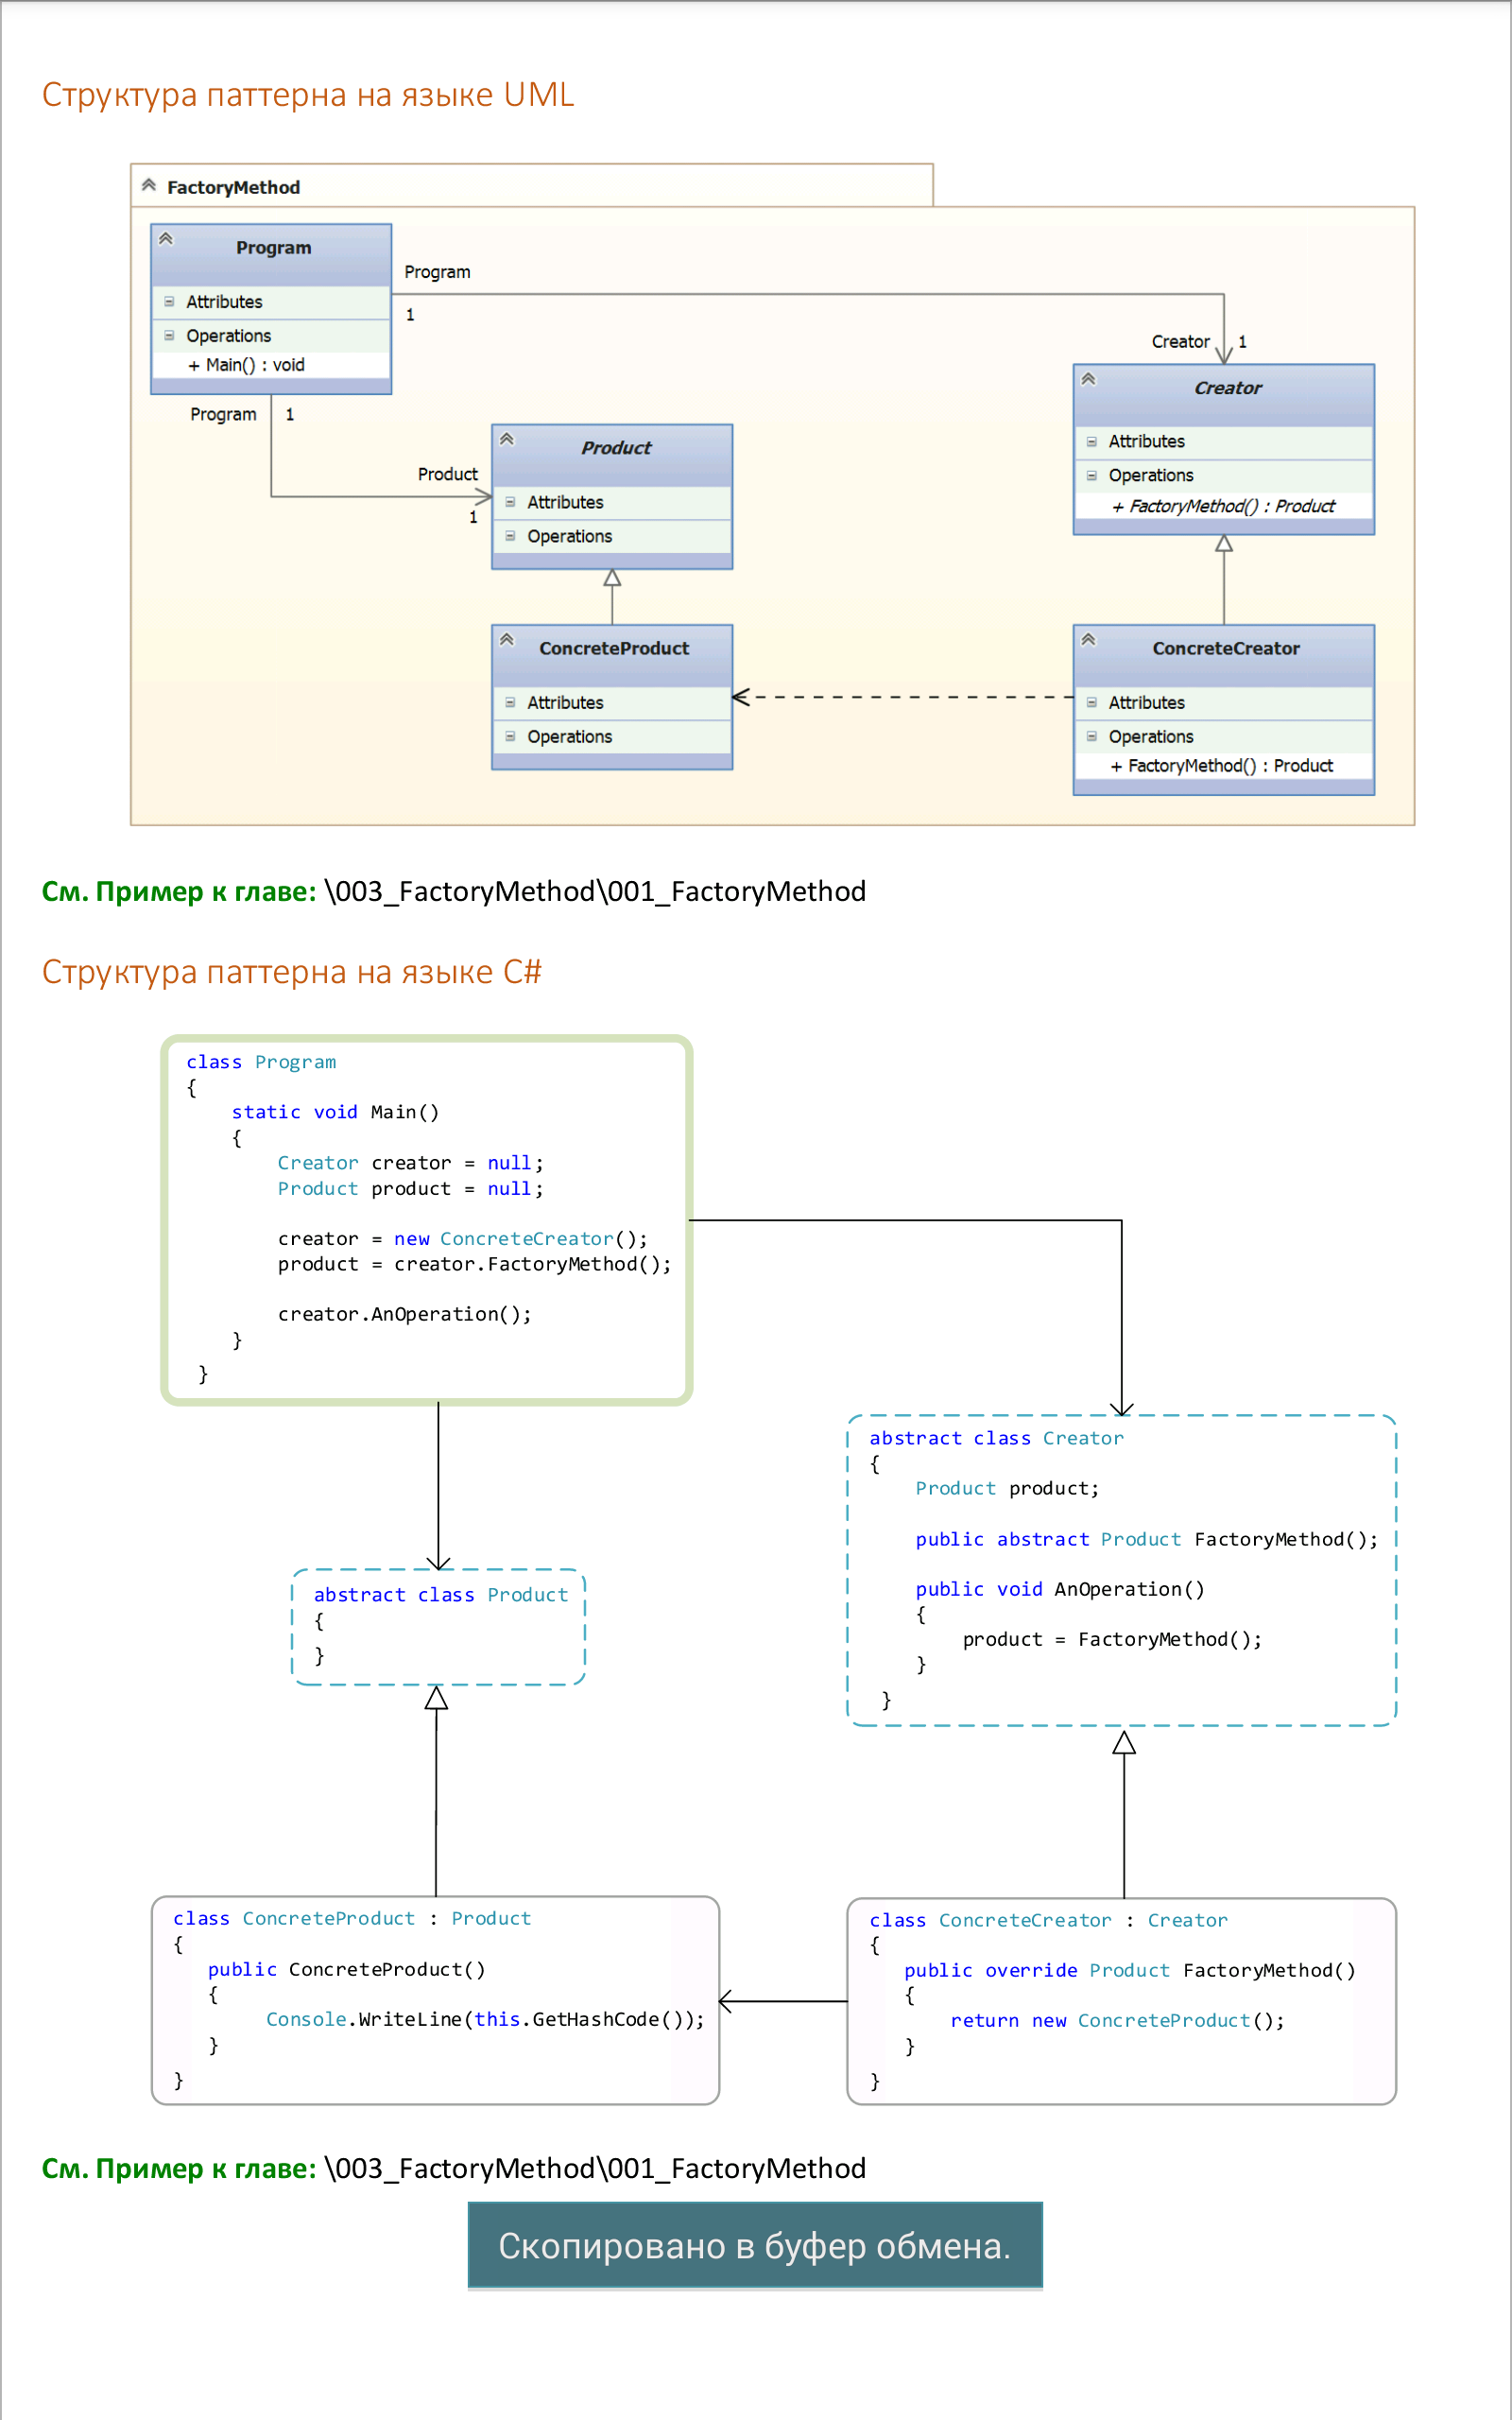 Структура паттерна на языке UML
FactoryMethod
Program
Attributes
Operations
+ Main() : void
Program
1
Creator 1
Program 1
Product
1
Product
Attributes
Operations
Creator
Attributes
Operations
+ FactoryMethod() : Product
ConcreteProduct
Attributes
Operations
ConcreteCreator
Attributes
Operations
+ FactoryMethod() : Product
См. Пример к главе: \003_FactoryMethod\001_FactoryMethod
Структура паттерна на языке C#
class Program
{
static void Main()
{
Creator creator = null;
Product product = null;
creator = new ConcreteCreator();
product = creator.FactoryMethod();
creator.AnOperation();
}
}
abstract class Creator
{
Product product;
public abstract Product FactoryMethod();
public void AnOperation()
{
product = FactoryMethod();
}
}
abstract class Product
{
}
class ConcreteProduct : Product
{
public ConcreteProduct()
{
Console.WriteLine(this.GetHashCode());
}
}
class ConcreteCreator : Creator
{
public override Product FactoryMethod()
{
return new ConcreteProduct();
}
}
См. Пример к главе: \003_FactoryMethod\001_FactoryMethod
Скопировано в буфер обмена.